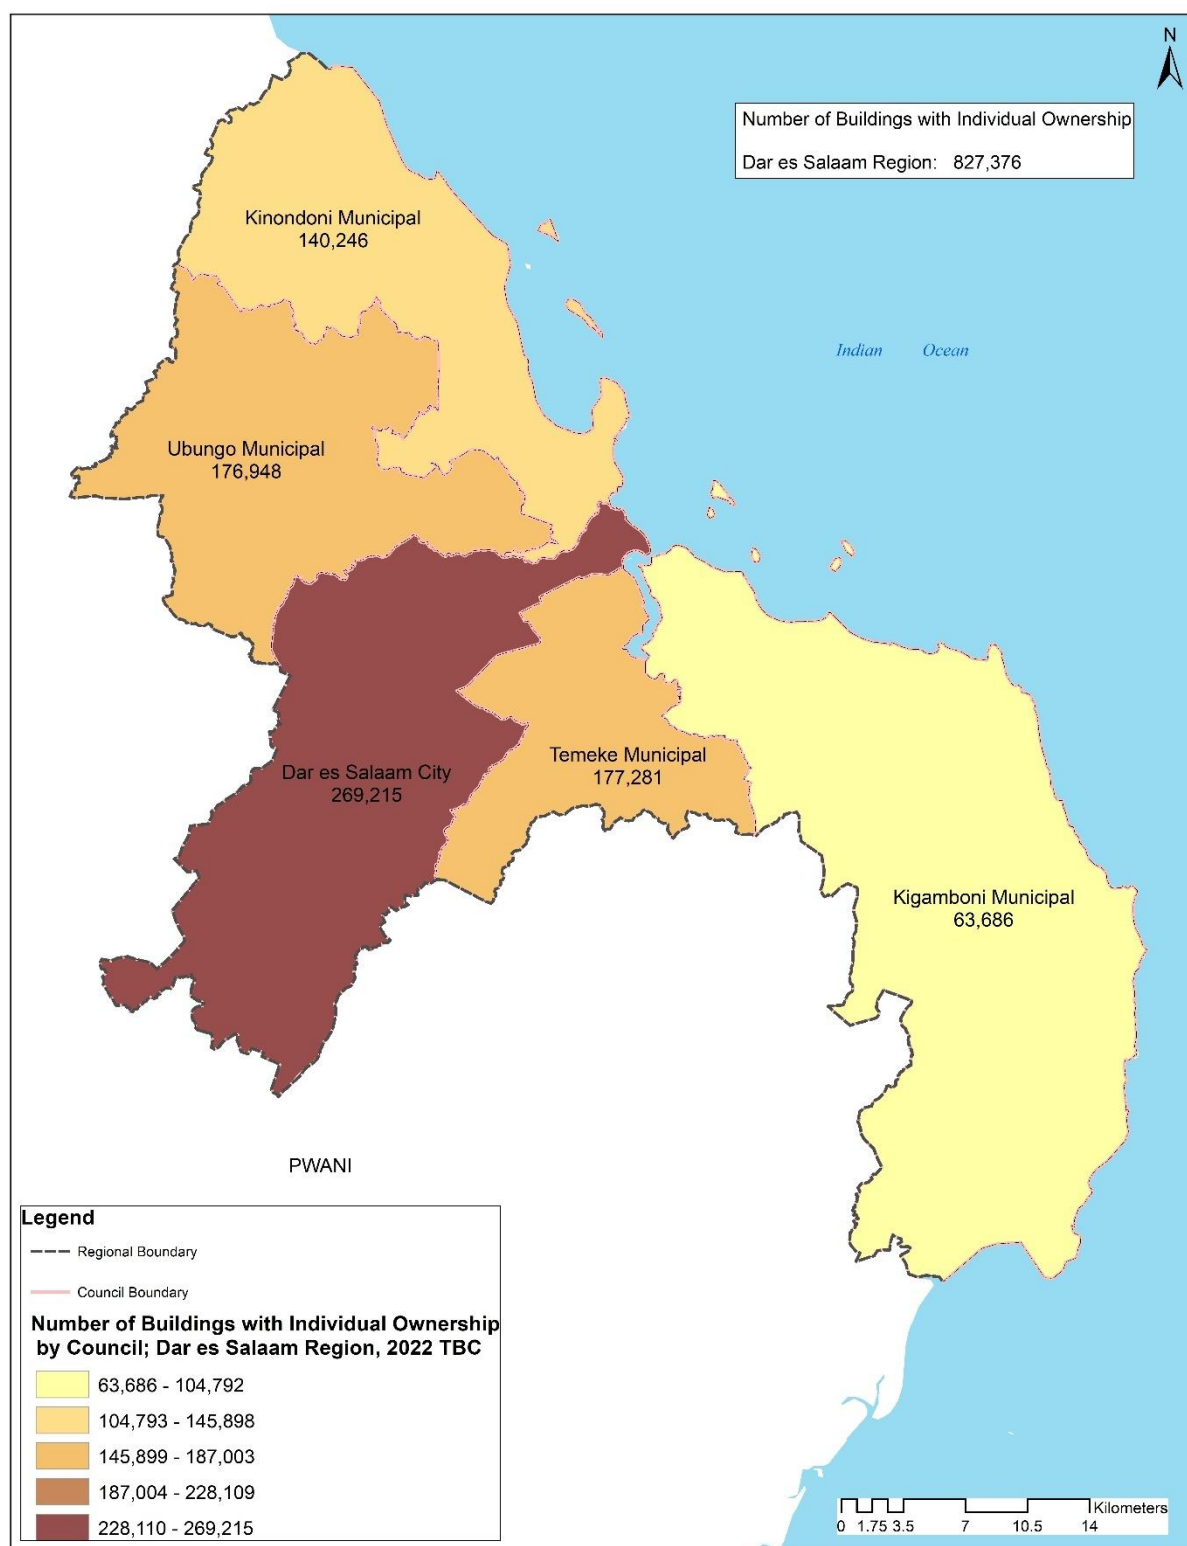 N
Number of Buildings with Individual Ownership
Dar es Salaam Region: 827,376
Kinondoni Municipal
140,246
Indian Ocean
Ubungo Municipal
176,948
Temeke Municipal
177,281
Dar es Salaam City
269,215
Kigamboni Municipal
63,686
PWANI
Legend
Regional Boundary
Council Boundary
Number of Buildings with Individual Ownership
by Council; Dar es Salaam Region, 2022 TBC
63,686 - 104,792
104,793 - 145,898
145,899 - 187,003
187,004 - 228,109
228,110 - 269,215
Kilometers
0 1.75 3.5 7 10.5 14